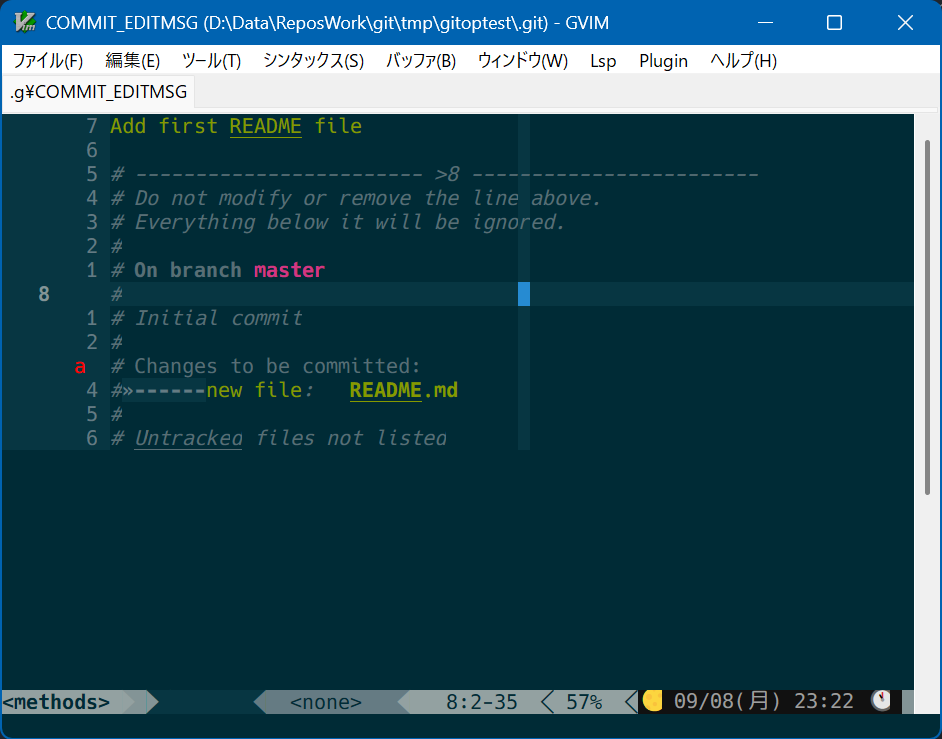 COMMIT_EDITMSG (D:\Data\ReposWork\git\tmp\gitoptest\.git) - GVIM
ファイル(F) 編集(E) ツール(T) シンタックス(S) バッファ(B) ウィンドウ(W) Lsp Plugin ヘルプ(H)
.g¥COMMIT_EDITMSG
7 Add first README file
6
5 # ------------------------ >8 ------------------------
4 # Do not modify or remove the line above.
3 # Everything below it will be ignored.
2 #
1 # On branch master
8 #
1 # Initial commit
2 #
a # Changes to be committed:
4 #»------new file:   README.md
5 #
6 # Untracked files not listed
<methods> <none> 8:2-35 57% 09/08(月) 23:22